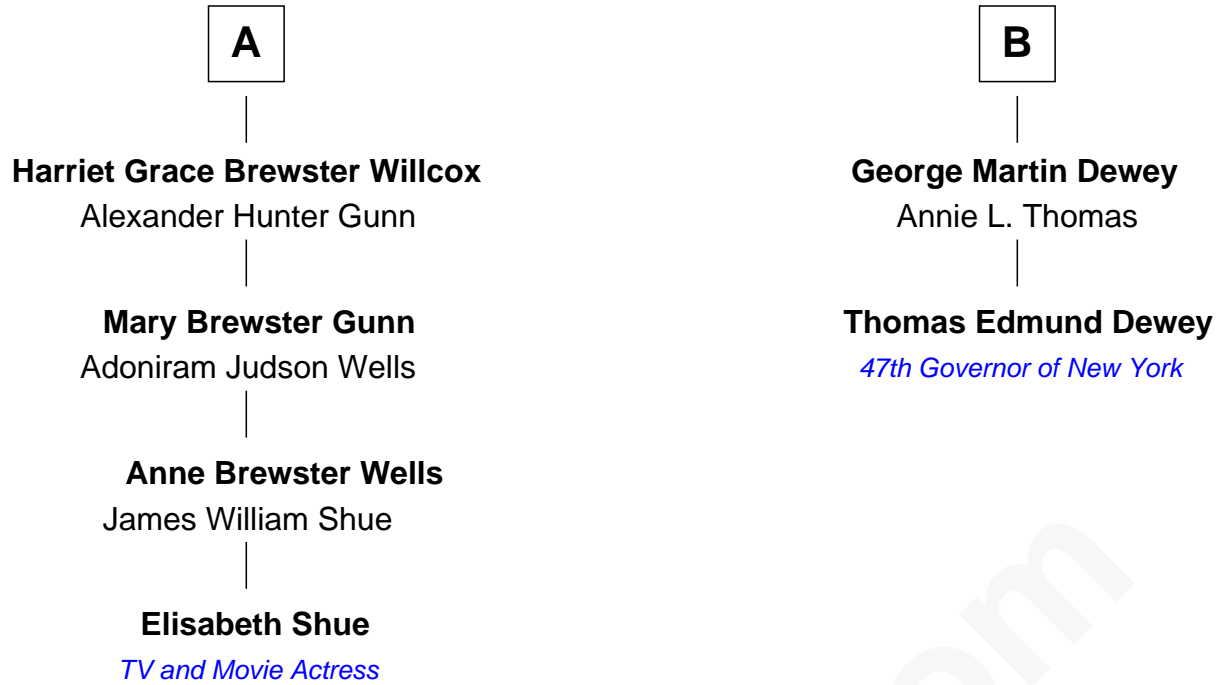 A
B
Harriet Grace Brewster Willcox
Alexander Hunter Gunn
George Martin Dewey
Annie L. Thomas
Mary Brewster Gunn
Adoniram Judson Wells
Thomas Edmund Dewey
47th Governor of New York
Anne Brewster Wells
James William Shue
Elisabeth Shue
TV and Movie Actress
om